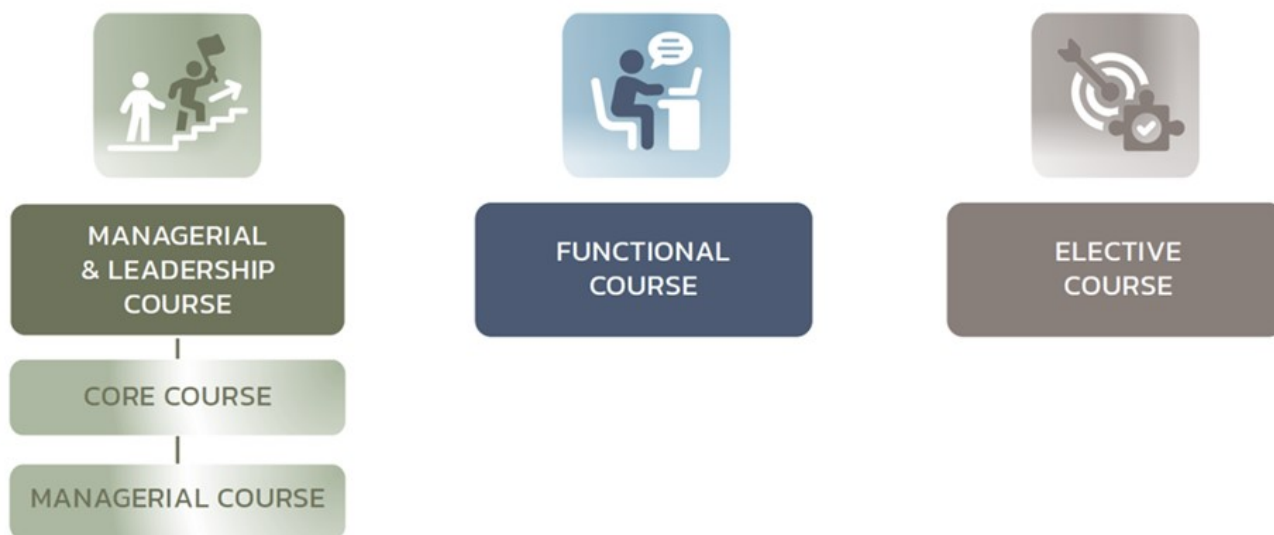 MANAGERIAL
& LEADERSHIP
COURSE
CORE COURSE
MANAGERIAL COURSE
FUNCTIONAL
COURSE
ELECTIVE
COURSE